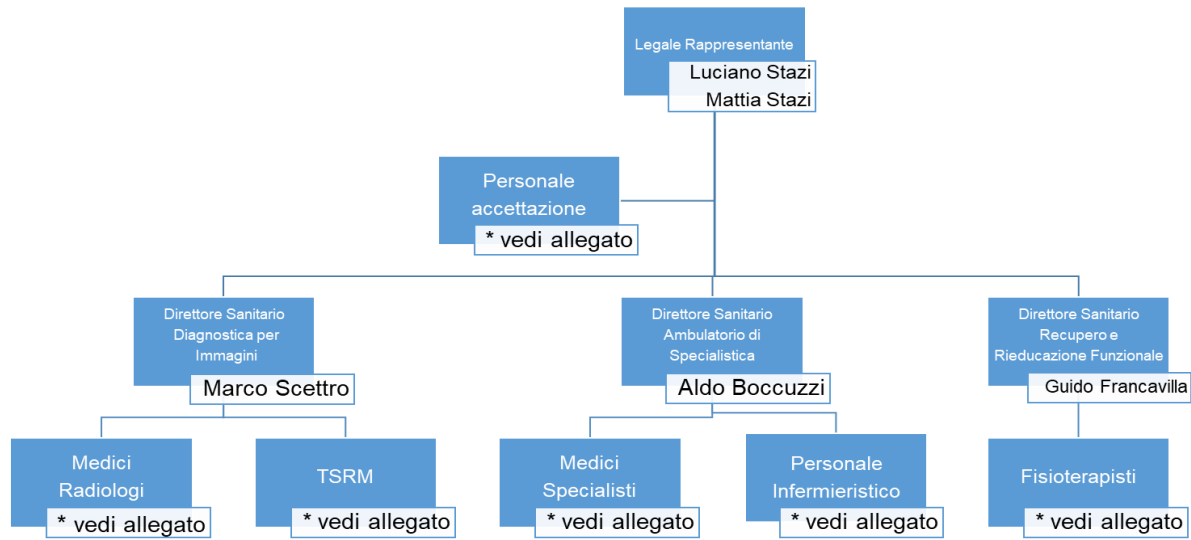 Legale Rappresentante
Luciano Stazi
Mattia Stazi
Personale
accettazione
* vedi allegato
Direttore Sanitario
Diagnostica per
Immagini
Marco Scettro
Direttore Sanitario
Ambulatorio di
Specialistica
Aldo Boccuzzi
Direttore Sanitario
Recupero e
Rieducazione Funzionale
Guido Francavilla
Medici
Radiologi
* vedi allegato
TSRM
* vedi allegato
Medici
Specialisti
* vedi allegato
Personale
Infermieristico
* vedi allegato
Fisioterapisti
* vedi allegato